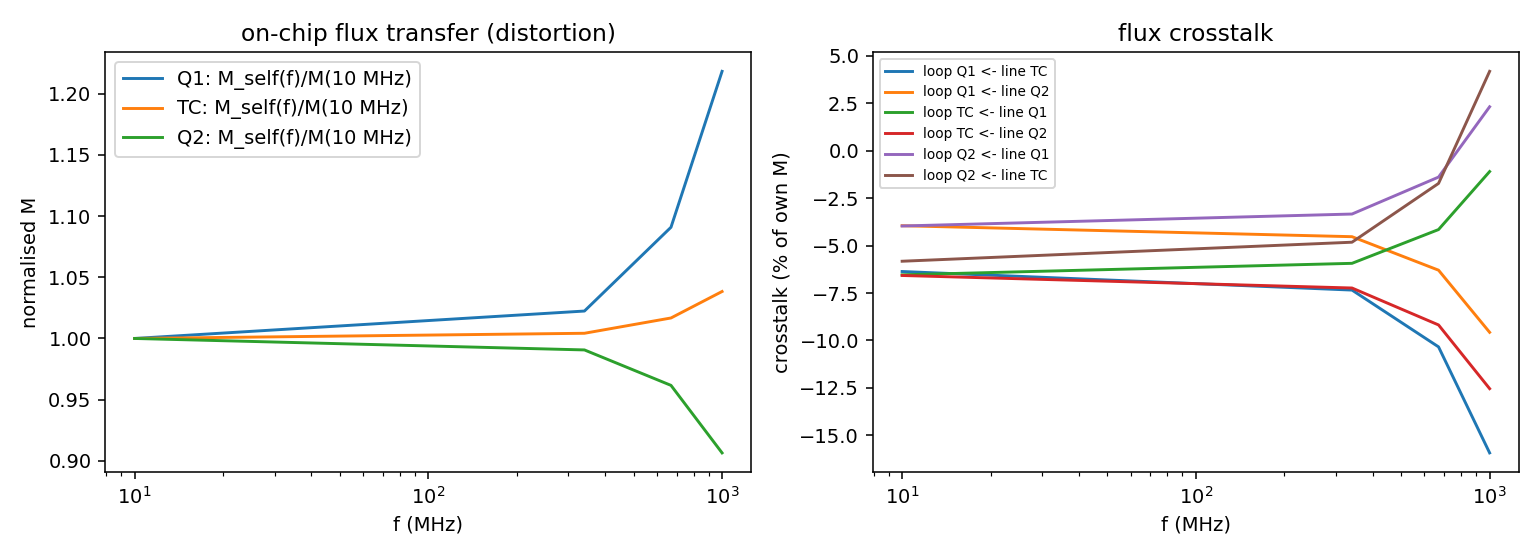 on-chip flux transfer (distortion)
Q1: M_self(f)/M(10 MHz)
TC: M_self(f)/M(10 MHz)
Q2: M_self(f)/M(10 MHz)
normalised M
1.20
1.15
1.10
1.05
1.00
0.95
0.90
10¹
10²
10³
f (MHz)
flux crosstalk
loop Q1 <- line TC
loop Q1 <- line Q2
loop TC <- line Q1
loop TC <- line Q2
loop Q2 <- line Q1
loop Q2 <- line TC
crosstalk (% of own M)
5.0
2.5
0.0
−2.5
−5.0
−7.5
−10.0
−12.5
−15.0
10¹
10²
10³
f (MHz)